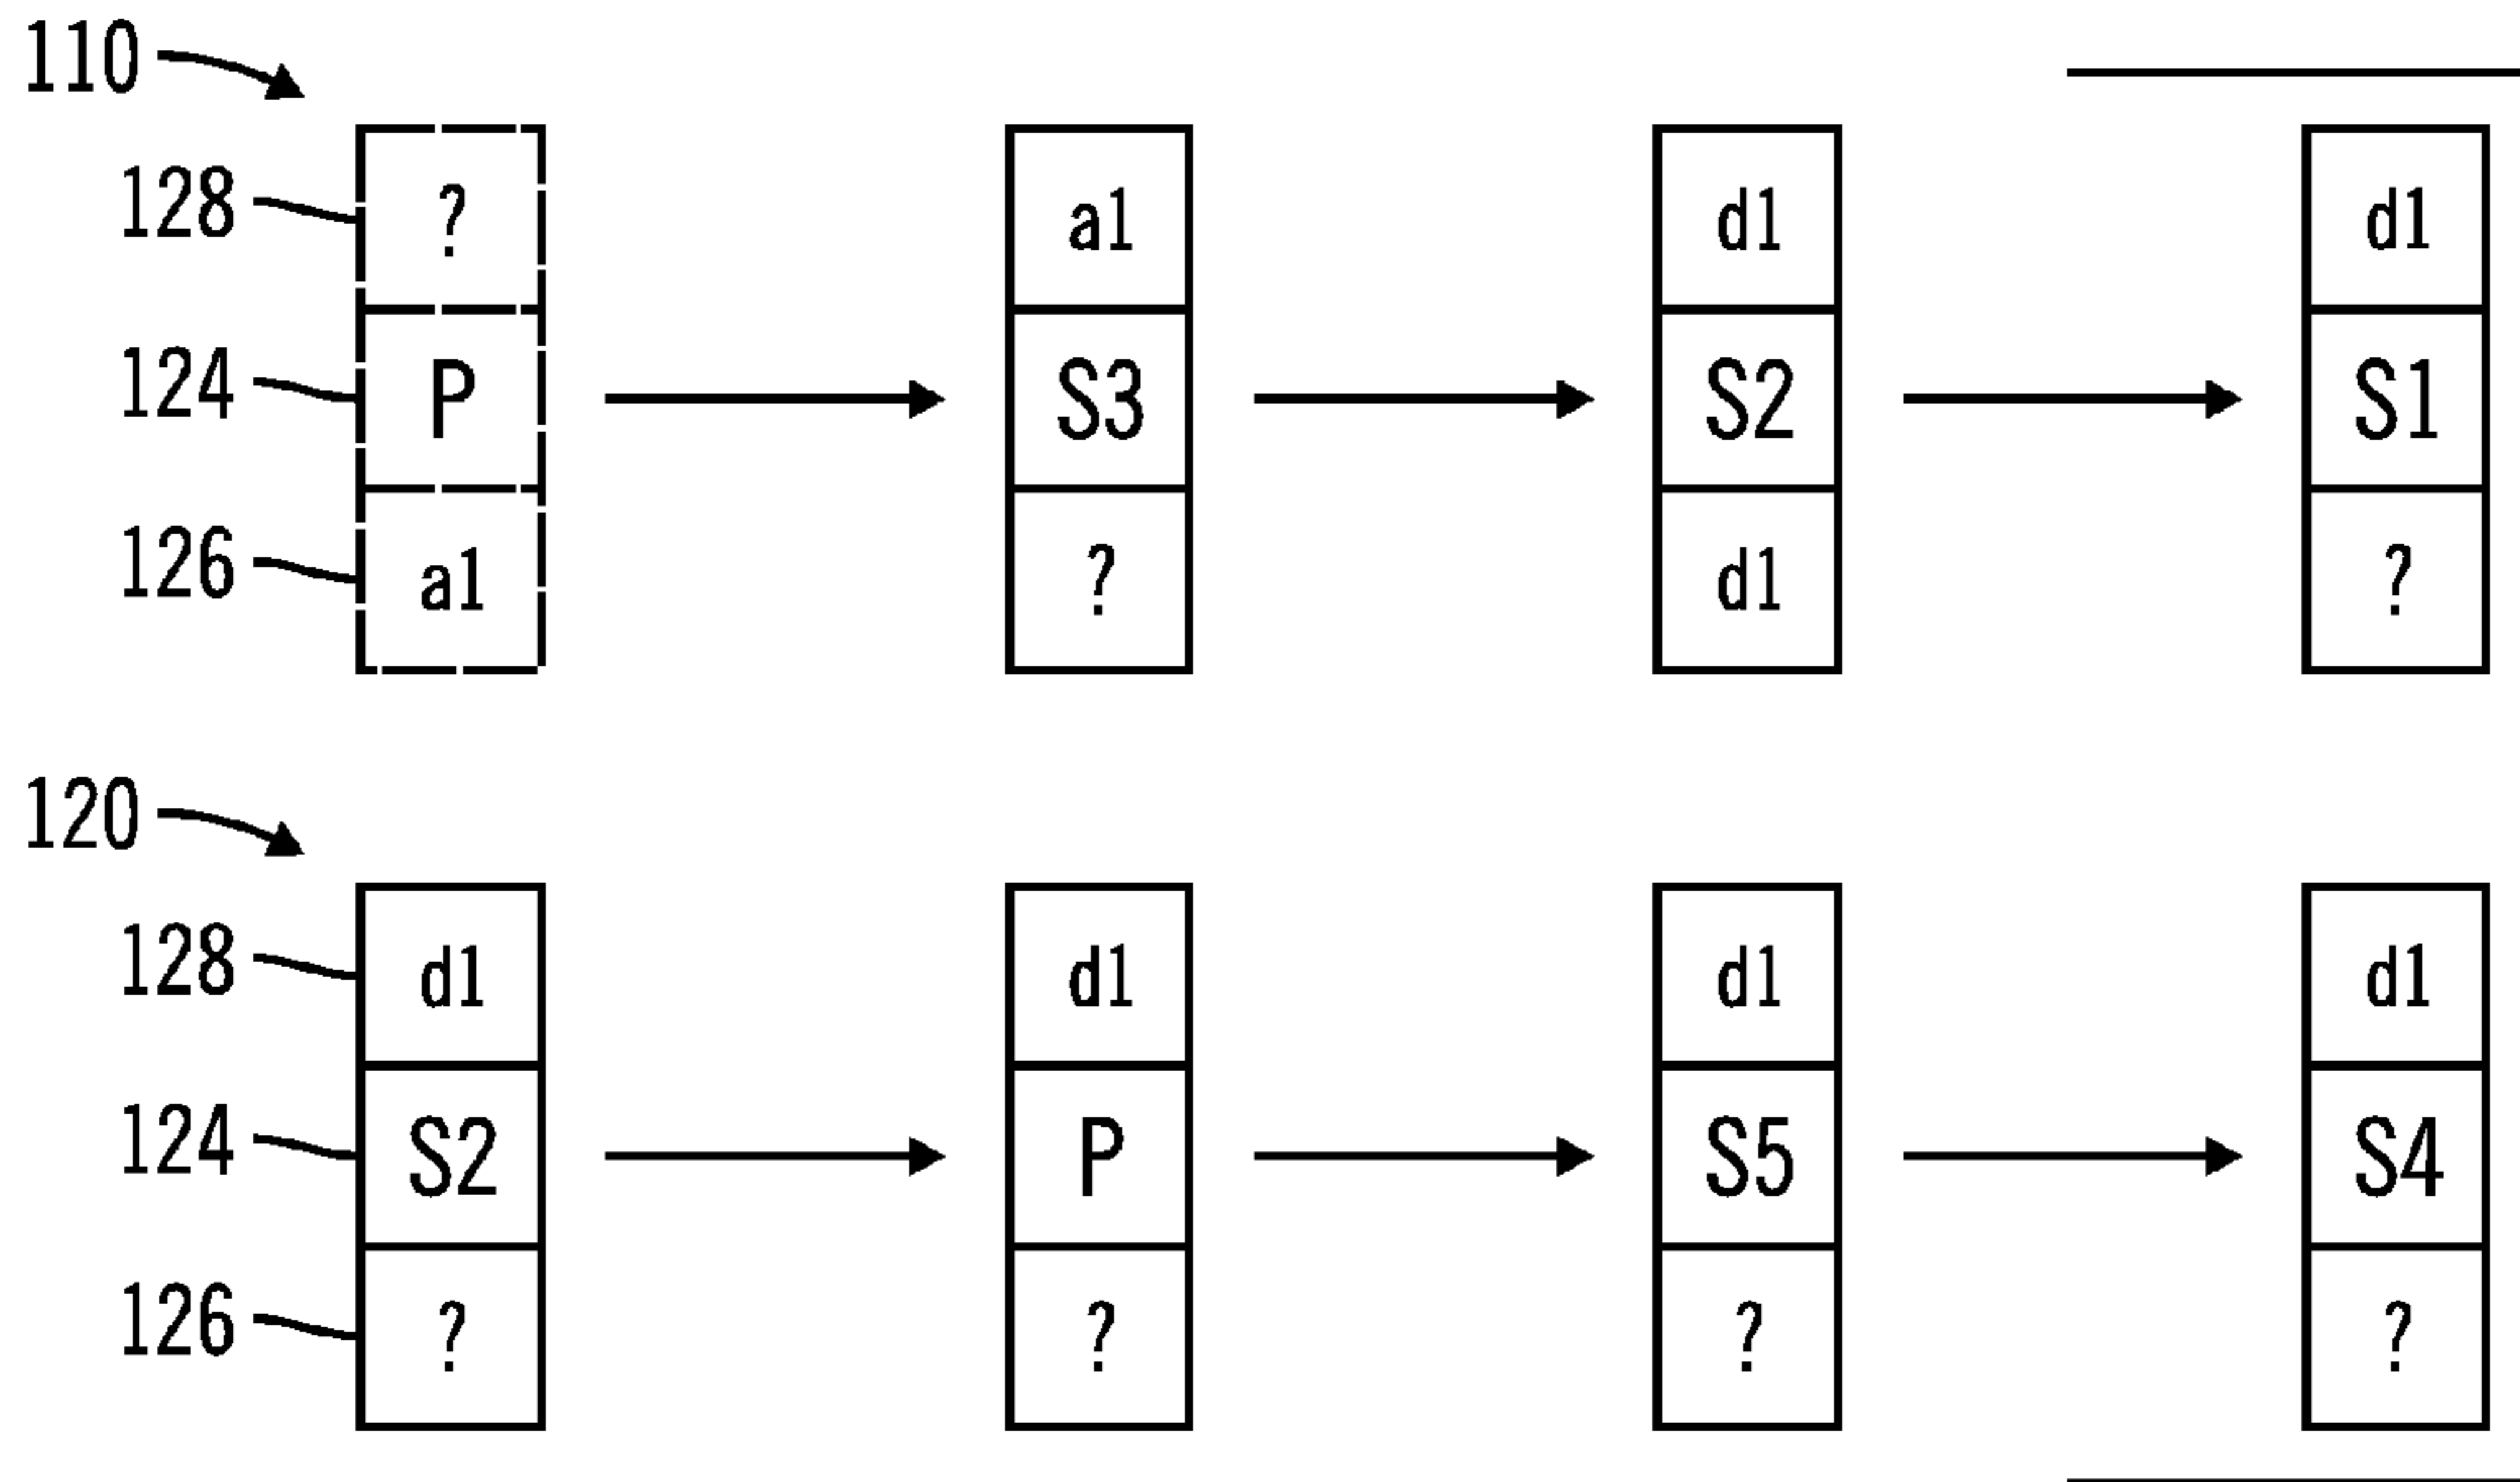 110
128 ? a1 d1 d1
124 P S3 S2 S1
126 a1 ? d1 ?
120
128 d1 d1 d1 d1
124 S2 P S5 S4
126 ? ? ? ?